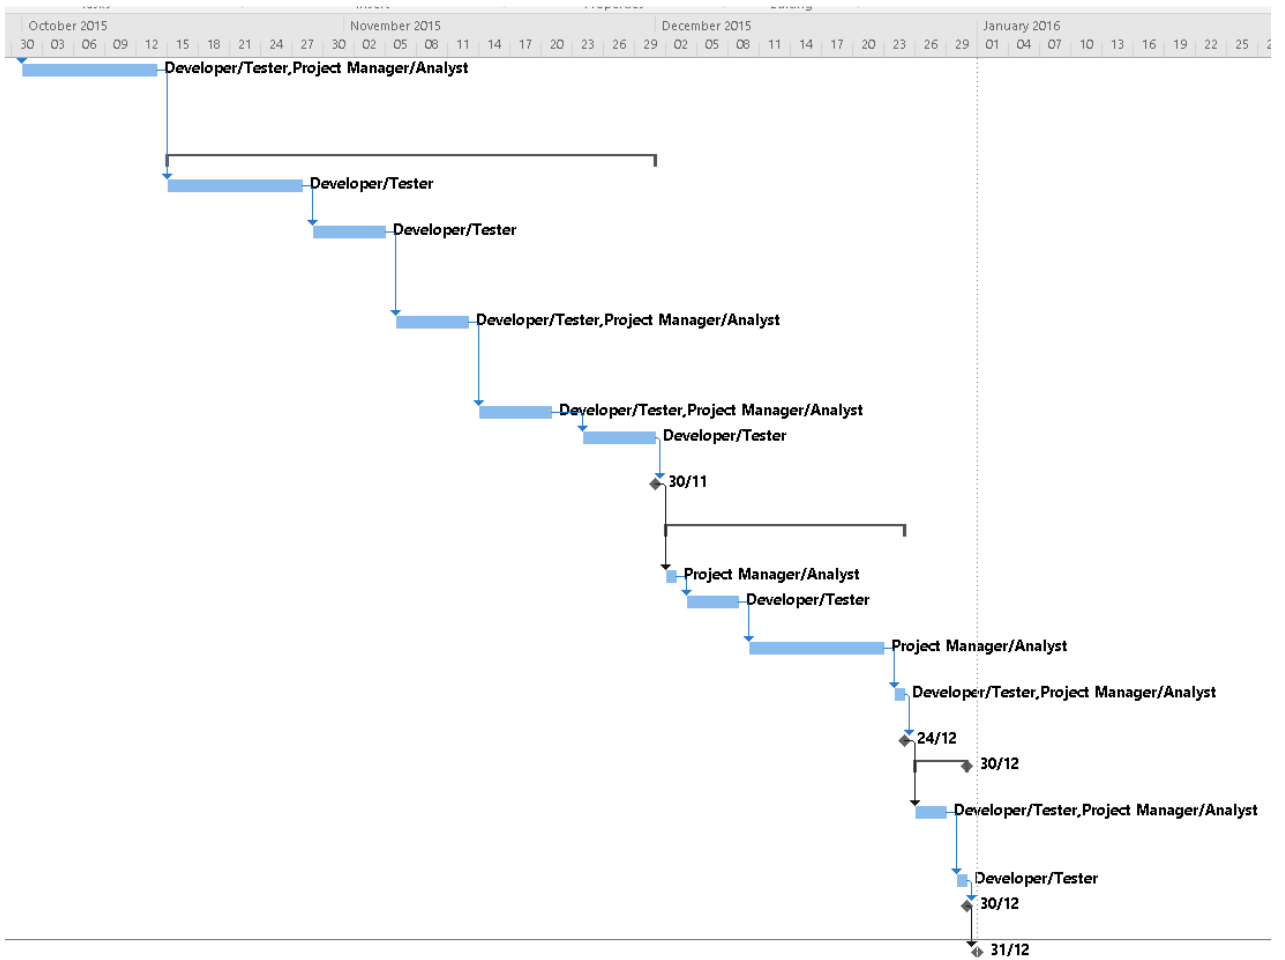 Tasks Insert Properties Editing
October 2015 November 2015 December 2015 January 2016
30 03 06 09 12 15 18 21 24 27 30 02 05 08 11 14 17 20 23 26 29 02 05 08 11 14 17 20 23 26 29 01 04 07 10 13 16 19 22 25
Developer/Tester,Project Manager/Analyst
Developer/Tester
Developer/Tester
Developer/Tester,Project Manager/Analyst
Developer/Tester,Project Manager/Analyst
Developer/Tester
30/11
Project Manager/Analyst
Developer/Tester
Project Manager/Analyst
Developer/Tester,Project Manager/Analyst
24/12
30/12
Developer/Tester,Project Manager/Analyst
Developer/Tester
30/12
31/12